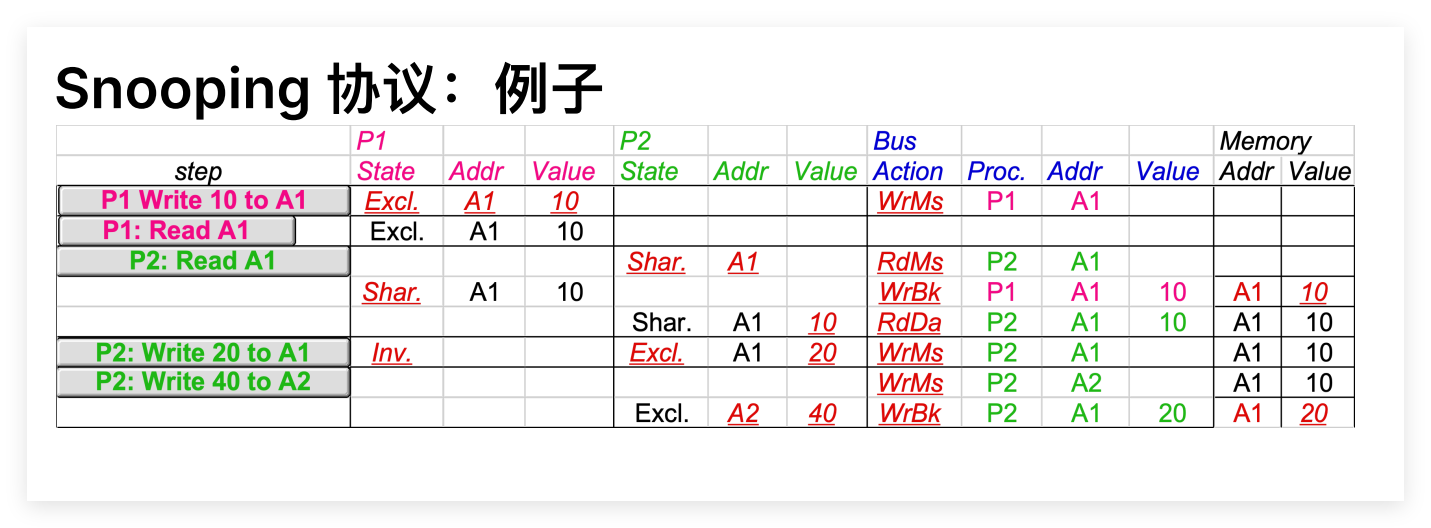 Snooping 协议：例子
P1 P2 Bus Memory
step State Addr Value State Addr Value Action Proc. Addr Value Addr Value
P1 Write 10 to A1 Excl. A1 10 WrMs P1 A1
P1: Read A1 Excl. A1 10
P2: Read A1 Shar. A1 RdMs P2 A1
Shar. A1 10 WrBk P1 A1 10 A1 10
Shar. A1 10 RdDa P2 A1 10 A1 10
P2: Write 20 to A1 Inv. Excl. A1 20 WrMs P2 A1 A1 10
P2: Write 40 to A2 WrMs P2 A2 A1 10
Excl. A2 40 WrBk P2 A1 20 A1 20